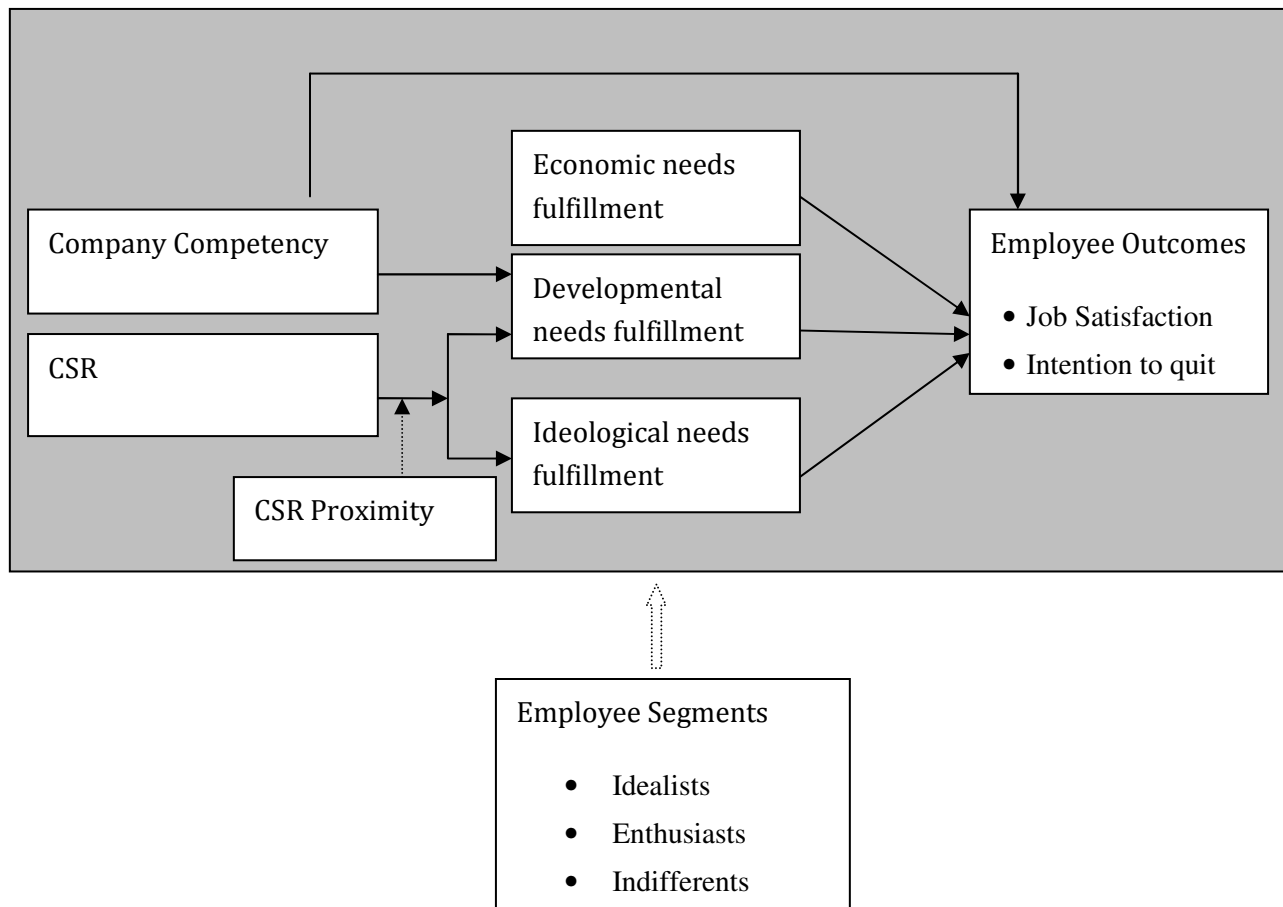 Economic needs
fulfillment
Company Competency
Employee Outcomes
Developmental
needs fulfillment
• Job Satisfaction
• Intention to quit
CSR
Ideological needs
fulfillment
CSR Proximity
Employee Segments
• Idealists
• Enthusiasts
• Indifferents